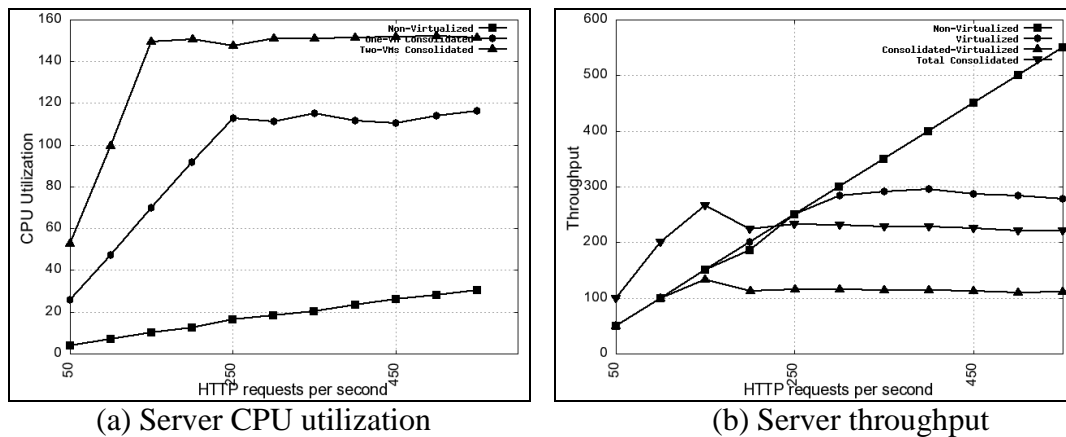 160
140
120
100
80
60
40
20
0
CPU Utilization
Non-Virtualized
One-VM Consolidated
Two-VMs Consolidated
50
250
450
HTTP requests per second
(a) Server CPU utilization
600
500
400
300
200
100
0
Throughput
Non-Virtualized
Virtualized
Consolidated-Virtualized
Total Consolidated
50
250
450
HTTP requests per second
(b) Server throughput